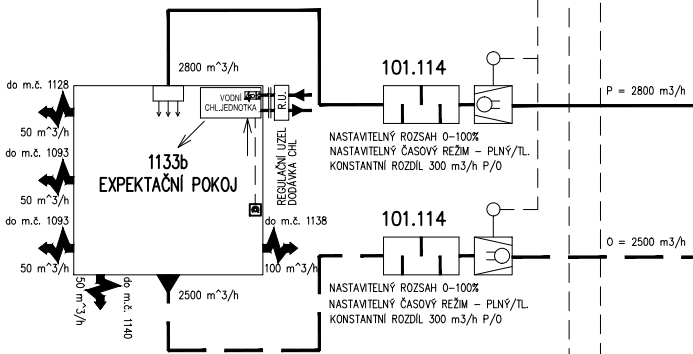 2800 m^3/h
101.114
do m.č. 1128
VODNÍ
CHL.JEDNOTKA
R.U.
P = 2800 m3/h
50 m^3/h
NASTAVITELNÝ ROZSAH 0-100%
NASTAVITELNÝ ČASOVÝ REŽIM - PLNÝ/TL.
KONSTANTNÍ ROZDÍL 300 m3/h P/O
do m.č. 1093
1133b
EXPEKTAČNÍ POKOJ
REGULAČNÍ UZEL
DODÁVKA CHL
50 m^3/h
do m.č. 1093
do m.č. 1138
101.114
O = 2500 m3/h
50 m^3/h
100 m^3/h
50 m^3/h
do m.č. 1140
2500 m^3/h
NASTAVITELNÝ ROZSAH 0-100%
NASTAVITELNÝ ČASOVÝ REŽIM - PLNÝ/TL.
KONSTANTNÍ ROZDÍL 300 m3/h P/O